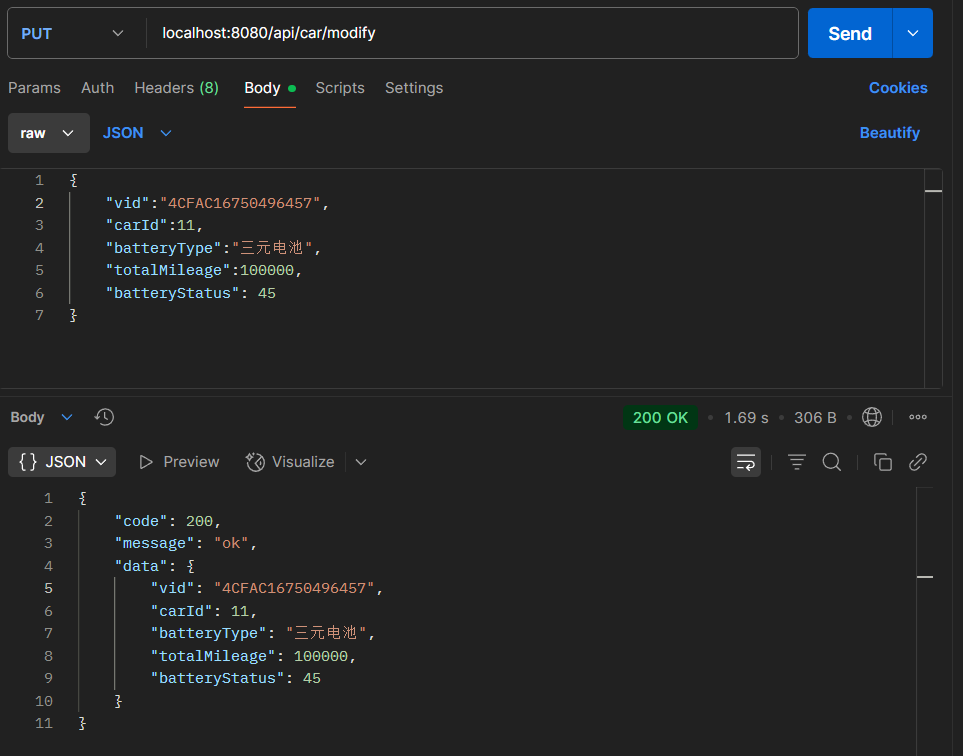 PUT localhost:8080/api/car/modify Send
Params Auth Headers (8) Body Scripts Settings Cookies
raw JSON Beautify
1 {
2 "vid":"4CFAC16750496457",
3 "carId":11,
4 "batteryType":"三元电池",
5 "totalMileage":100000,
6 "batteryStatus": 45
7 }
Body 200 OK • 1.69 s • 306 B •
{} JSON Preview Visualize
1 {
2 "code": 200,
3 "message": "ok",
4 "data": {
5 "vid": "4CFAC16750496457",
6 "carId": 11,
7 "batteryType": "三元电池",
8 "totalMileage": 100000,
9 "batteryStatus": 45
10 }
11 }